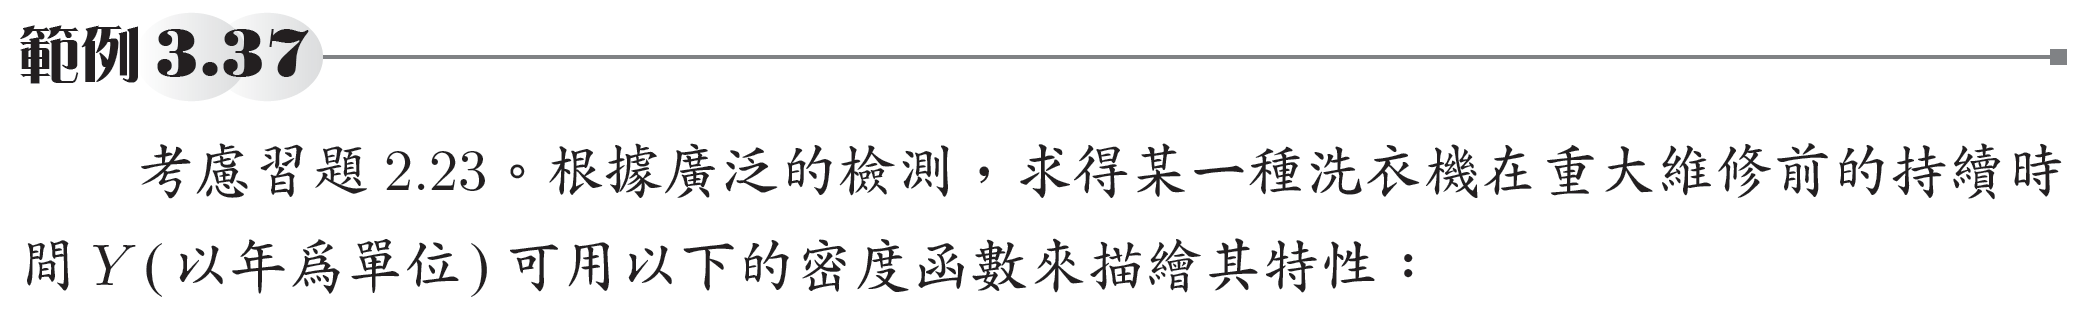 範例 3.37
考慮習題 2.23。根據廣泛的檢測，求得某一種洗衣機在重大維修前的持續時
間 Y (以年爲單位) 可用以下的密度函數來描繪其特性：